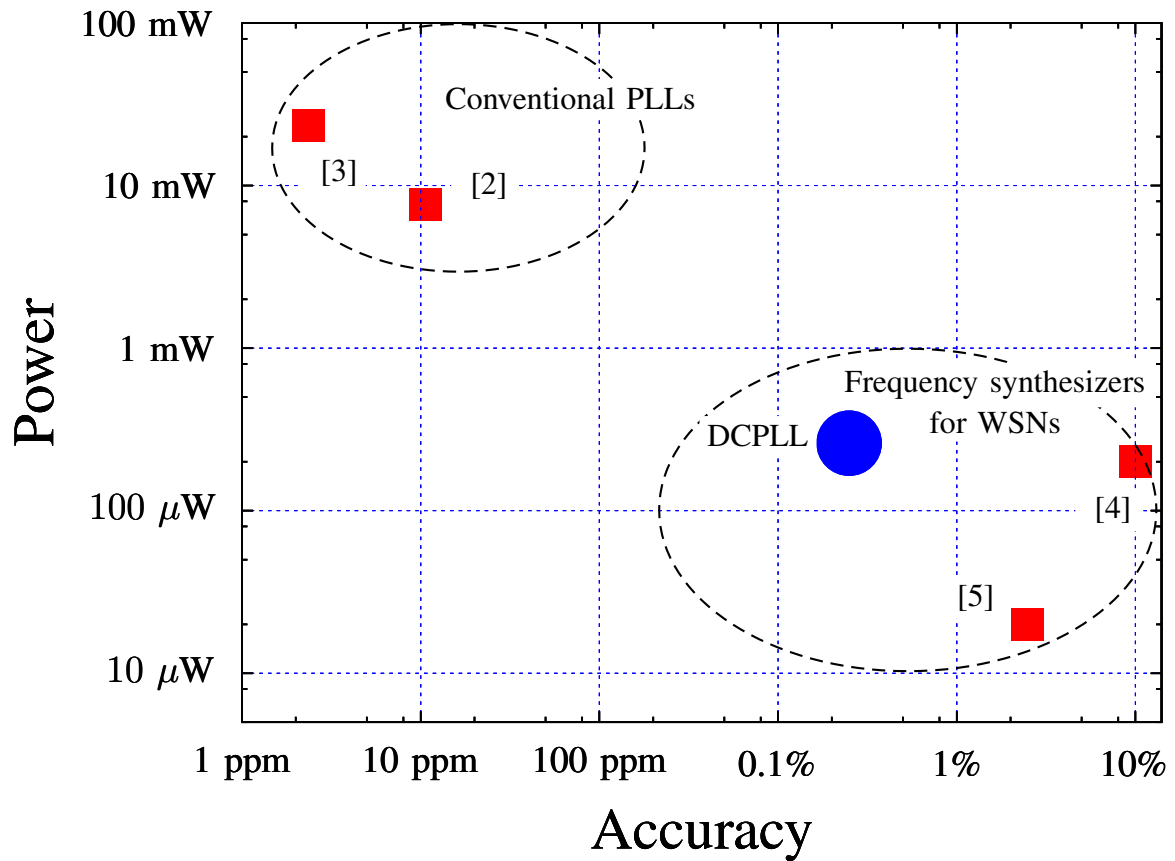 100 mW
Conventional PLLs
[3]
[2]
10 mW
1 mW
Frequency synthesizers
for WSNs
DCPLL
100 μW
[4]
[5]
10 μW
Power
1 ppm
10 ppm
100 ppm
0.1%
1%
10%
Accuracy